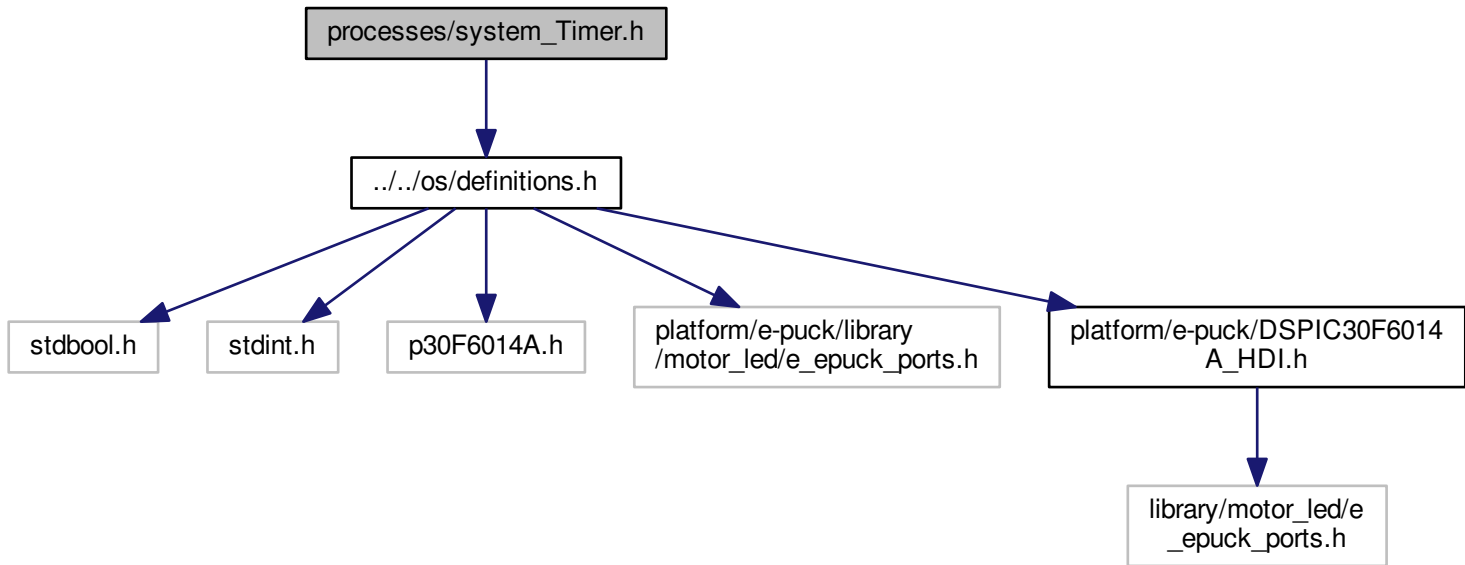 processes/system_Timer.h
../../os/definitions.h
stdbool.h
stdint.h
p30F6014A.h
platform/e-puck/library
/motor_led/e_epuck_ports.h
platform/e-puck/DSPIC30F6014
A_HDI.h
library/motor_led/e
_epuck_ports.h